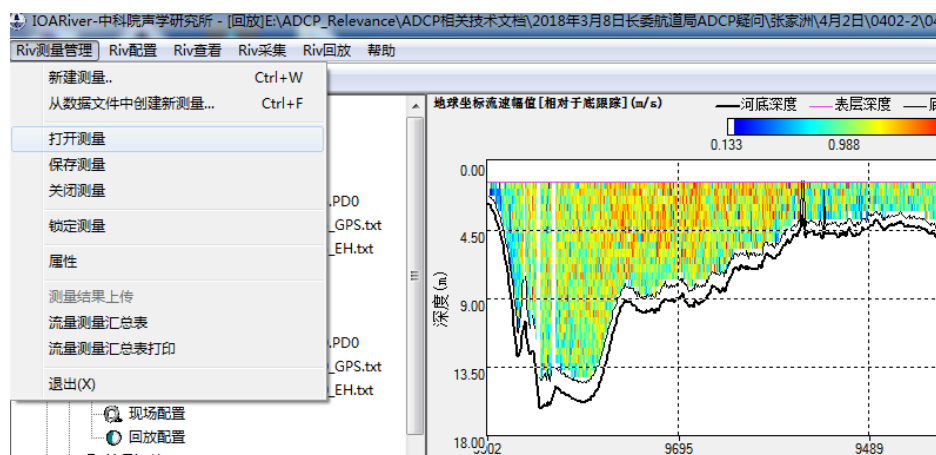 IOARiver-中科院声学研究所 - [回放]E:\ADCP_Relevance\ADCP相关技术文档\2018年3月8日长委航道局ADCP疑问\张家洲\4月2日\0402-2\04
Riv测量管理 Riv配置 Riv查看 Riv采集 Riv回放 帮助
新建测量.. Ctrl+W
从数据文件中创建新测量... Ctrl+F
打开测量
保存测量
关闭测量
锁定测量
属性
测量结果上传
流量测量汇总表
流量测量汇总表打印
退出(X)
.PD0
_GPS.txt
_EH.txt
.PD0
_GPS.txt
_EH.txt
现场配置
回放配置
地球坐标流速幅值[相对于底跟踪](m/s) 河底深度 表层深度
0.133 0.988
0.00
4.50
9.00
13.50
18.00
深度(m)
9695 9489